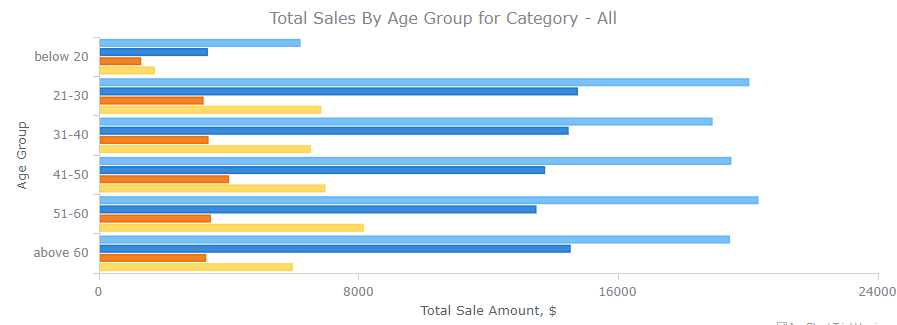 Total Sales By Age Group for Category - All
Age Group
below 20
21-30
31-40
41-50
51-60
above 60
0 8000 16000 24000
Total Sale Amount, $